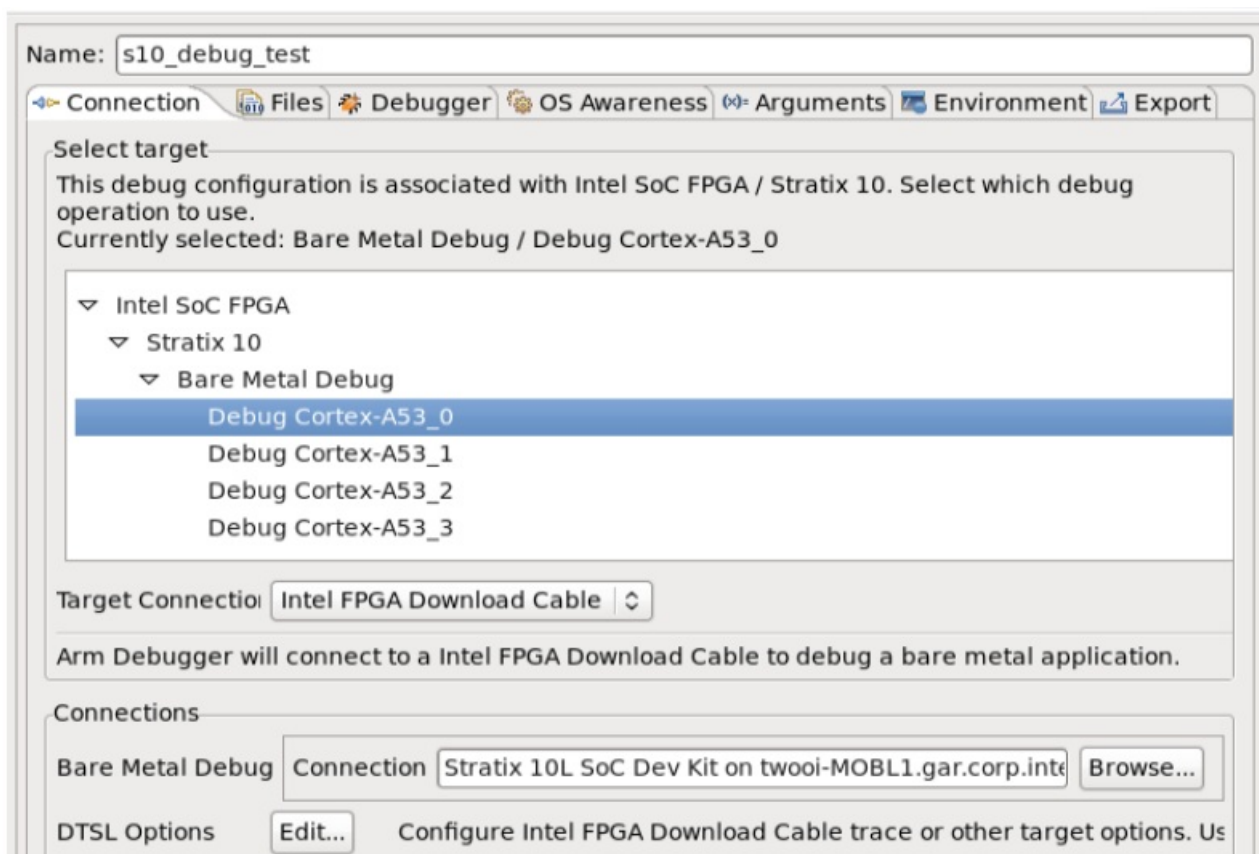 Name: s10_debug_test
Connection Files Debugger OS Awareness Arguments Environment Export
Select target
This debug configuration is associated with Intel SoC FPGA / Stratix 10. Select which debug
operation to use.
Currently selected: Bare Metal Debug / Debug Cortex-A53_0
Intel SoC FPGA
Stratix 10
Bare Metal Debug
Debug Cortex-A53_0
Debug Cortex-A53_1
Debug Cortex-A53_2
Debug Cortex-A53_3
Target Connectio Intel FPGA Download Cable
Arm Debugger will connect to a Intel FPGA Download Cable to debug a bare metal application.
Connections
Bare Metal Debug Connection Stratix 10L SoC Dev Kit on twooi-MOBL1.gar.corp.inte Browse...
DTSL Options Edit... Configure Intel FPGA Download Cable trace or other target options. Us